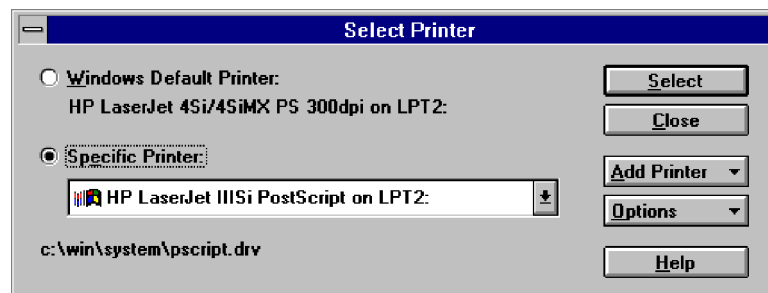 Select Printer
Windows Default Printer:
HP LaserJet 4Si/4SiMX PS 300dpi on LPT2:
Specific Printer:
HP LaserJet IIISi PostScript on LPT2:
c:\win\system\pscript.drv
Select
Close
Add Printer
Options
Help